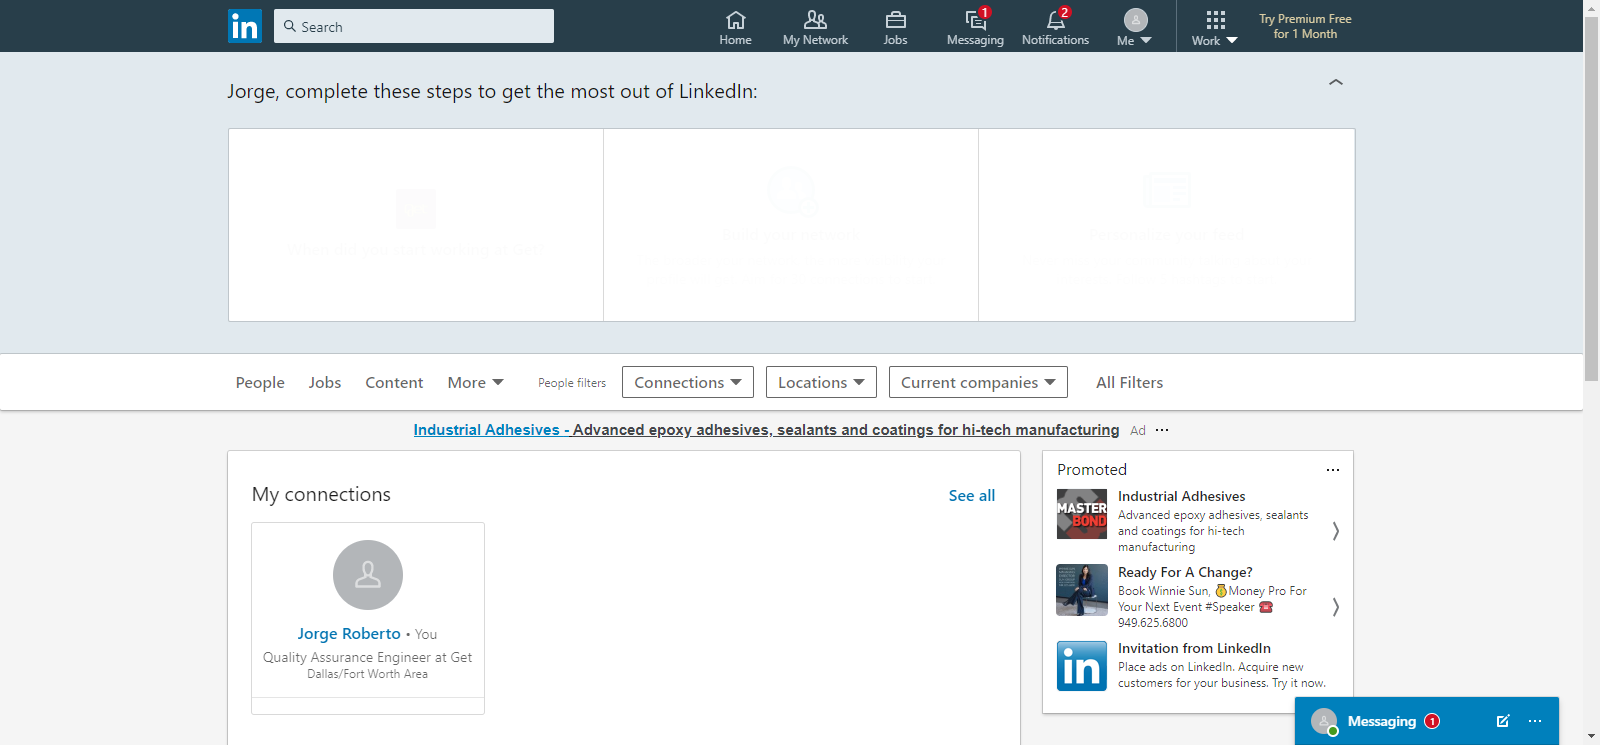 in
Search
Home
My Network
Jobs
1
Messaging
2
Notifications
Me
Work
Try Premium Free
for 1 Month
Jorge, complete these steps to get the most out of LinkedIn:
People
Jobs
Content
More
People filters
Connections
Locations
Current companies
All Filters
Industrial Adhesives - Advanced epoxy adhesives, sealants and coatings for hi-tech manufacturing Ad ...
My connections
See all
Jorge Roberto • You
Quality Assurance Engineer at Get
Dallas/Fort Worth Area
Promoted
MASTER
BOND
Industrial Adhesives
Advanced epoxy adhesives, sealants
and coatings for hi-tech
manufacturing
Ready For A Change?
Book Winnie Sun, 💰Money Pro For
Your Next Event #Speaker ☎️
949.625.6800
in
Invitation from LinkedIn
Place ads on LinkedIn. Acquire new
customers for your business. Try it now.
Messaging 1